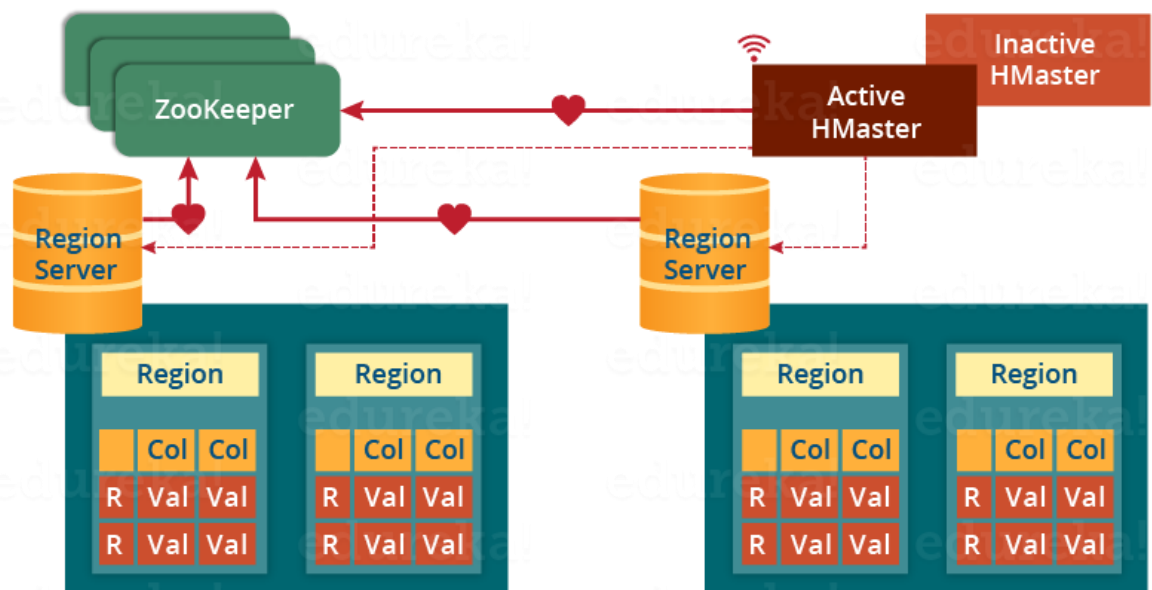 ZooKeeper
Inactive
HMaster
Active
HMaster
Region
Server
Region
Server
Region
Region
Region
Region
Col Col
Col Col
Col Col
Col Col
R Val Val
R Val Val
R Val Val
R Val Val
R Val Val
R Val Val
R Val Val
R Val Val
edureka!